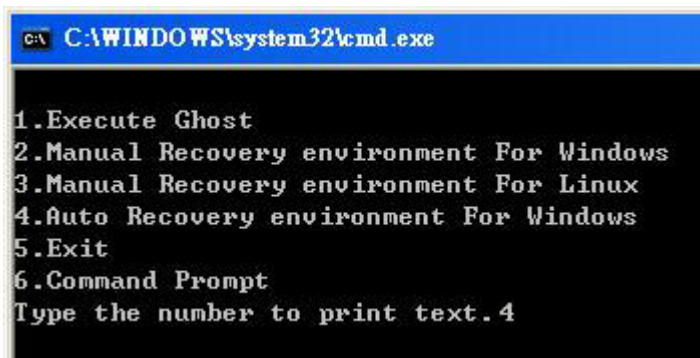 C:\WINDOWS\system32\cmd.exe
1.Execute Ghost
2.Manual Recovery environment For Windows
3.Manual Recovery environment For Linux
4.Auto Recovery environment For Windows
5.Exit
6.Command Prompt
Type the number to print text.4